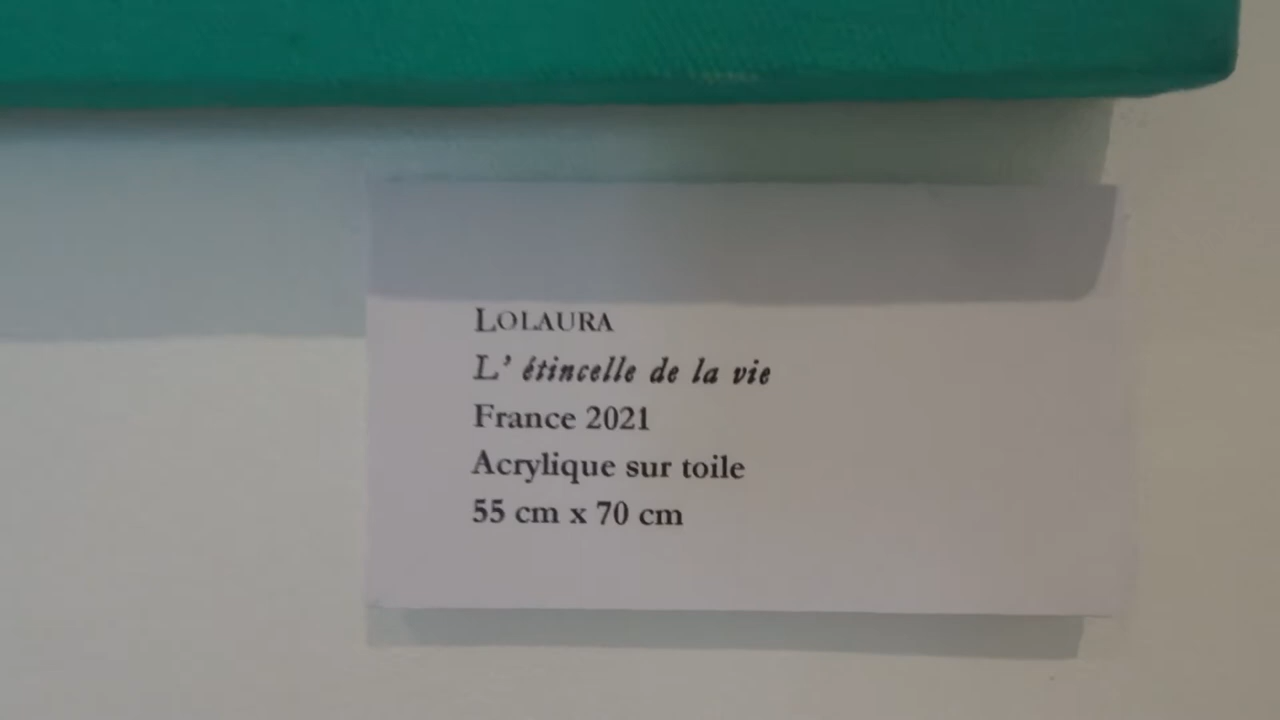 LOLAURA
L' étincelle de la vie
France 2021
Acrylique sur toile
55 cm x 70 cm